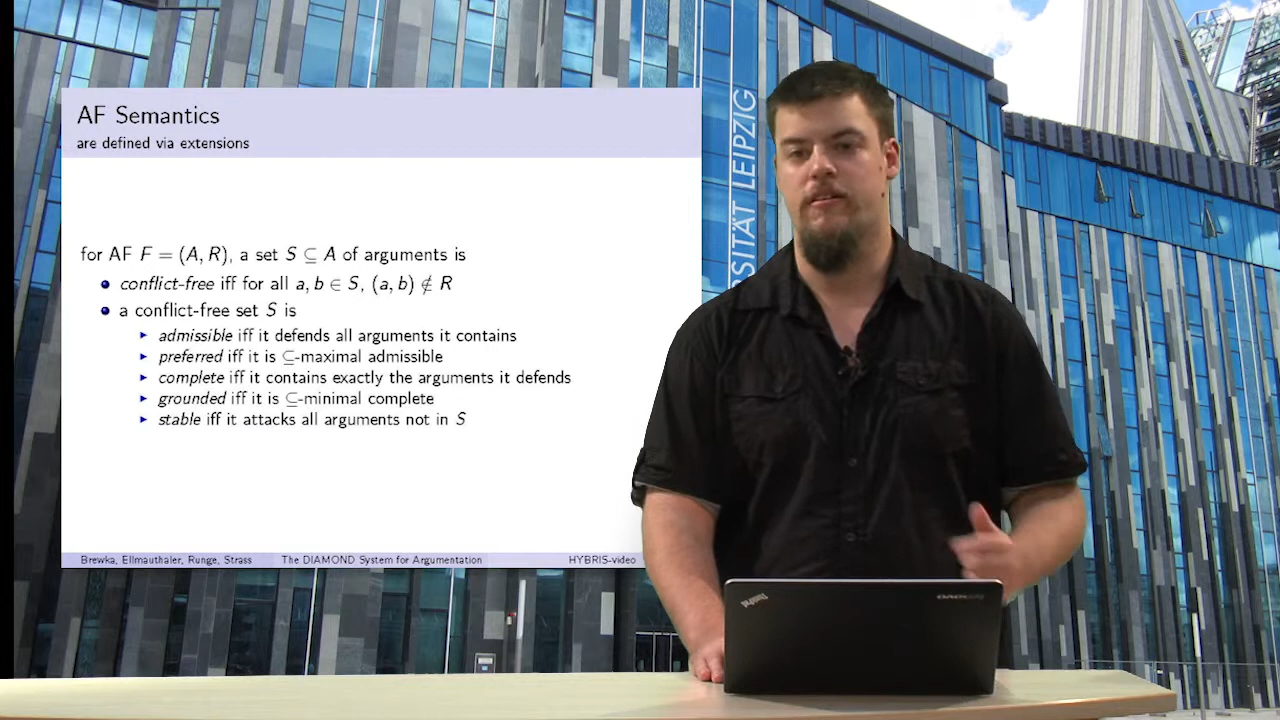 AF Semantics
are defined via extensions
for AF F = (A, R), a set S ⊆ A of arguments is
• conflict-free iff for all a, b ∈ S, (a, b) ∉ R
• a conflict-free set S is
▶ admissible iff it defends all arguments it contains
▶ preferred iff it is ⊆-maximal admissible
▶ complete iff it contains exactly the arguments it defends
▶ grounded iff it is ⊆-minimal complete
▶ stable iff it attacks all arguments not in S
Brewka, Ellmauthaler, Runge, Strass The DIAMOND System for Argumentation HYBRIS-video
SITÄT LEIPZIG
ThinkPad
lenovo